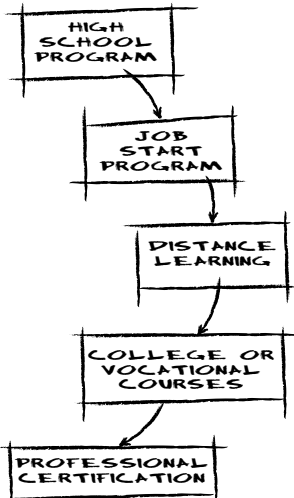 HIGH
SCHOOL
PROGRAM
JOB
START
PROGRAM
DISTANCE
LEARNING
COLLEGE OR
VOCATIONAL
COURSES
PROFESSIONAL
CERTIFICATION